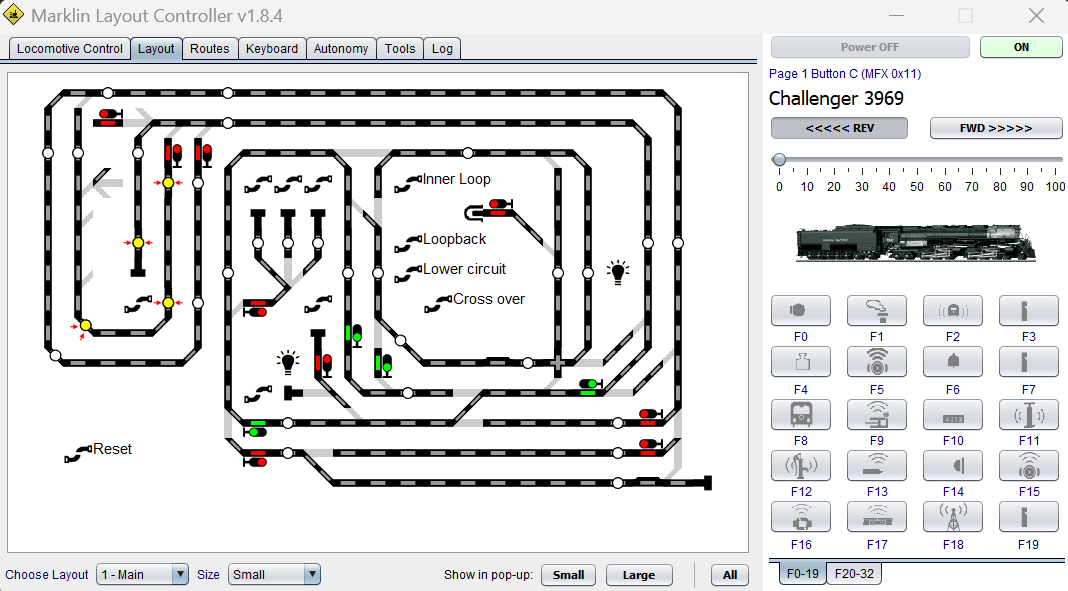 Marklin Layout Controller v1.8.4
Locomotive Control Layout Routes Keyboard Autonomy Tools Log
Power OFF ON
Page 1 Button C (MFX 0x11)
Challenger 3969
<<<<< REV FWD >>>>>
0 10 20 30 40 50 60 70 80 90 100
Inner Loop
Loopback
Lower circuit
Cross over
Reset
F0 F1 F2 F3
F4 F5 F6 F7
F8 F9 F10 F11
F12 F13 F14 F15
F16 F17 F18 F19
F0-19 F20-32
Choose Layout 1 - Main Size Small Show in pop-up: Small Large All